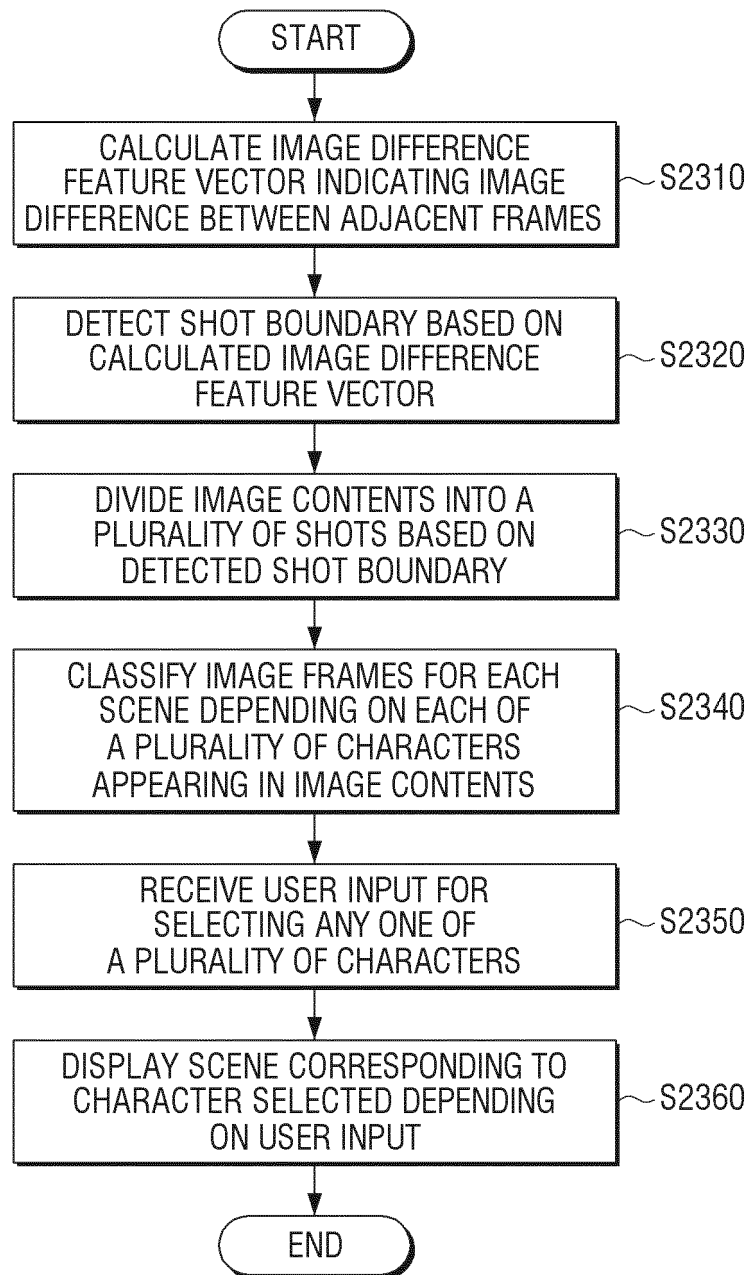 START
CALCULATE IMAGE DIFFERENCE
FEATURE VECTOR INDICATING IMAGE
DIFFERENCE BETWEEN ADJACENT FRAMES
S2310
DETECT SHOT BOUNDARY BASED ON
CALCULATED IMAGE DIFFERENCE
FEATURE VECTOR
S2320
DIVIDE IMAGE CONTENTS INTO A
PLURALITY OF SHOTS BASED ON
DETECTED SHOT BOUNDARY
S2330
CLASSIFY IMAGE FRAMES FOR EACH
SCENE DEPENDING ON EACH OF
A PLURALITY OF CHARACTERS
APPEARING IN IMAGE CONTENTS
S2340
RECEIVE USER INPUT FOR
SELECTING ANY ONE OF
A PLURALITY OF CHARACTERS
S2350
DISPLAY SCENE CORRESPONDING TO
CHARACTER SELECTED DEPENDING
ON USER INPUT
S2360
END